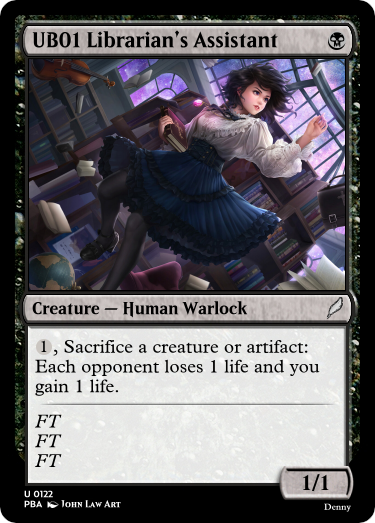 UB01 Librarian's Assistant
Creature — Human Warlock
1, Sacrifice a creature or artifact:
Each opponent loses 1 life and you
gain 1 life.
FT
FT
FT
1/1
U 0122
PBA John Law Art
Denny